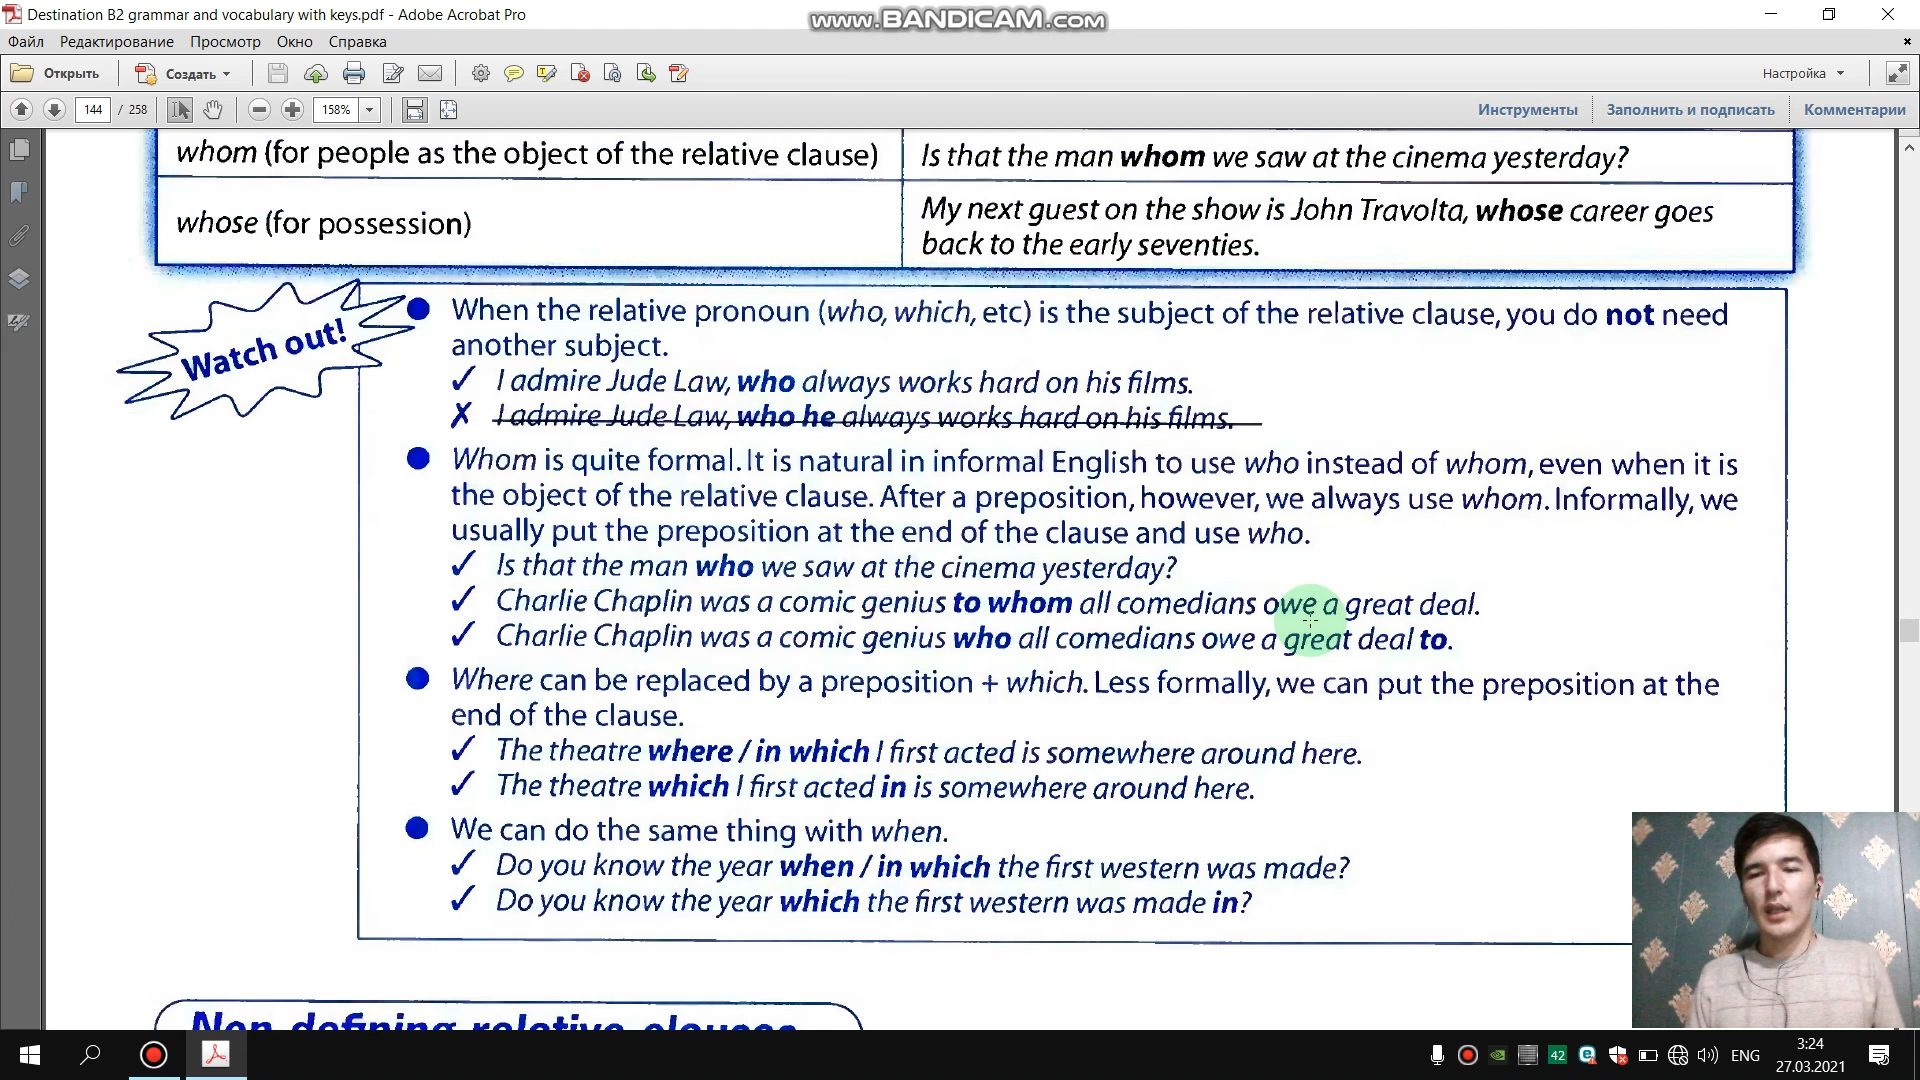 Destination B2 grammar and vocabulary with keys.pdf - Adobe Acrobat Pro
www.BANDICAM.com
Файл Редактирование Просмотр Окно Справка
Открыть Создать Настройка
144 / 258 158% Инструменты Заполнить и подписать Комментарии
whom (for people as the object of the relative clause) Is that the man whom we saw at the cinema yesterday?
whose (for possession) My next guest on the show is John Travolta, whose career goes
back to the early seventies.
Watch out!
When the relative pronoun (who, which, etc) is the subject of the relative clause, you do not need
another subject.
✓ I admire Jude Law, who always works hard on his films.
✗ I admire Jude Law, who he always works hard on his films.
Whom is quite formal. It is natural in informal English to use who instead of whom, even when it is
the object of the relative clause. After a preposition, however, we always use whom. Informally, we
usually put the preposition at the end of the clause and use who.
✓ Is that the man who we saw at the cinema yesterday?
✓ Charlie Chaplin was a comic genius to whom all comedians owe a great deal.
✓ Charlie Chaplin was a comic genius who all comedians owe a great deal to.
Where can be replaced by a preposition + which. Less formally, we can put the preposition at the
end of the clause.
✓ The theatre where / in which I first acted is somewhere around here.
✓ The theatre which I first acted in is somewhere around here.
We can do the same thing with when.
✓ Do you know the year when / in which the first western was made?
✓ Do you know the year which the first western was made in?
Non-defining relative clauses
42 ENG 3:24
27.03.2021